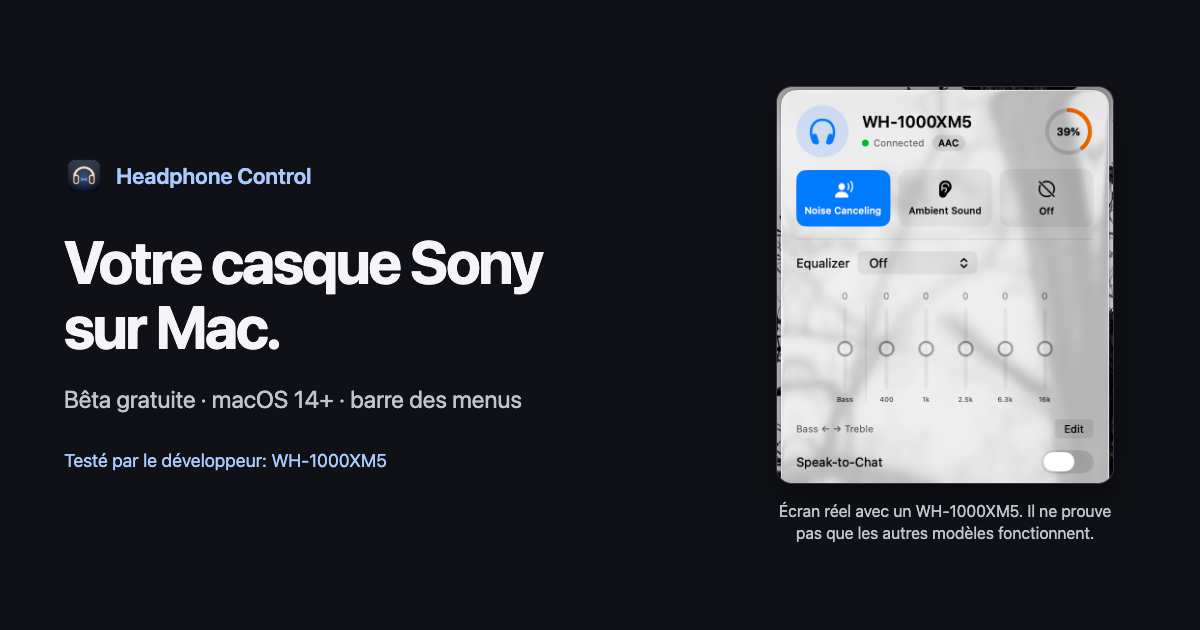 Headphone Control
Votre casque Sony
sur Mac.
Bêta gratuite · macOS 14+ · barre des menus
Testé par le développeur: WH-1000XM5
WH-1000XM5
Connected AAC
39%
Noise Canceling
Ambient Sound
Off
Equalizer Off
0 0 0 0 0 0
Bass 400 1k 2.5k 6.3k 16k
Bass ← → Treble
Edit
Speak-to-Chat
Écran réel avec un WH-1000XM5. Il ne prouve
pas que les autres modèles fonctionnent.